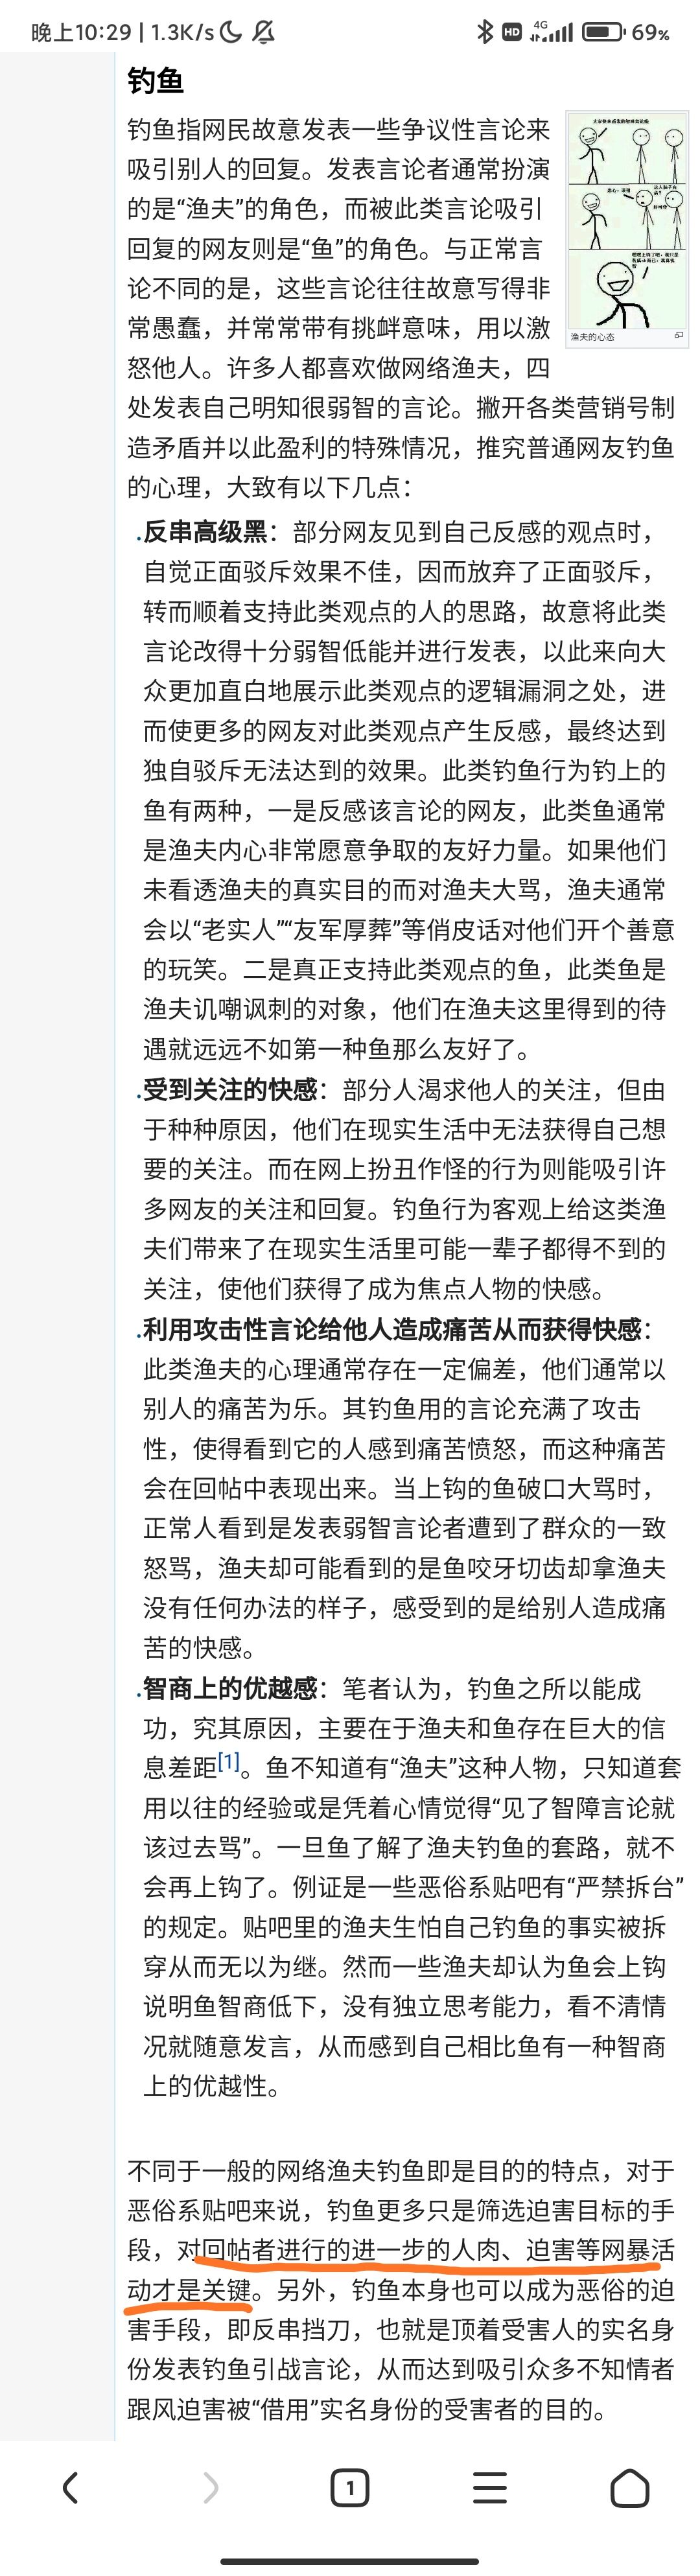 晚上10:29 | 1.3K/s
HD 4G 69%
钓鱼
钓鱼指网民故意发表一些争议性言论来
吸引别人的回复。发表言论者通常扮演
的是“渔夫”的角色，而被此类言论吸引
回复的网友则是“鱼”的角色。与正常言
论不同的是，这些言论往往故意写得非
常愚蠢，并常常带有挑衅意味，用以激
怒他人。许多人都喜欢做网络渔夫，四
渔夫的心态
处发表自己明知很弱智的言论。撇开各类营销号制
造矛盾并以此盈利的特殊情况，推究普通网友钓鱼
的心理，大致有以下几点：
.反串高级黑：部分网友见到自己反感的观点时，
自觉正面驳斥效果不佳，因而放弃了正面驳斥，
转而顺着支持此类观点的人的思路，故意将此类
言论改得十分弱智低能并进行发表，以此来向大
众更加直白地展示此类观点的逻辑漏洞之处，进
而使更多的网友对此类观点产生反感，最终达到
独自驳斥无法达到的效果。此类钓鱼行为钓上的
鱼有两种，一是反感该言论的网友，此类鱼通常
是渔夫内心非常愿意争取的友好力量。如果他们
未看透渔夫的真实目的而对渔夫大骂，渔夫通常
会以“老实人”“友军厚葬”等俏皮话对他们开个善意
的玩笑。二是真正支持此类观点的鱼，此类鱼是
渔夫讥嘲讽刺的对象，他们在渔夫这里得到的待
遇就远远不如第一种鱼那么友好了。
.受到关注的快感：部分人渴求他人的关注，但由
于种种原因，他们在现实生活中无法获得自己想
要的关注。而在网上扮丑作怪的行为则能吸引许
多网友的关注和回复。钓鱼行为客观上给这类渔
夫们带来了在现实生活里可能一辈子都得不到的
关注，使他们获得了成为焦点人物的快感。
.利用攻击性言论给他人造成痛苦从而获得快感：
此类渔夫的心理通常存在一定偏差，他们通常以
别人的痛苦为乐。其钓鱼用的言论充满了攻击
性，使得看到它的人感到痛苦愤怒，而这种痛苦
会在回帖中表现出来。当上钩的鱼破口大骂时，
正常人看到是发表弱智言论者遭到了群众的一致
怒骂，渔夫却可能看到的是鱼咬牙切齿却拿渔夫
没有任何办法的样子，感受到的是给别人造成痛
苦的快感。
.智商上的优越感：笔者认为，钓鱼之所以能成
功，究其原因，主要在于渔夫和鱼存在巨大的信
息差距[1]。鱼不知道有“渔夫”这种人物，只知道套
用以往的经验或是凭着心情觉得“见了智障言论就
该过去骂”。一旦鱼了解了渔夫钓鱼的套路，就不
会再上钩了。例证是一些恶俗系贴吧有“严禁拆台”
的规定。贴吧里的渔夫生怕自己钓鱼的事实被拆
穿从而无以为继。然而一些渔夫却认为鱼会上钩
说明鱼智商低下，没有独立思考能力，看不清情
况就随意发言，从而感到自己相比鱼有一种智商
上的优越性。
不同于一般的网络渔夫钓鱼即是目的的特点，对于
恶俗系贴吧来说，钓鱼更多只是筛选迫害目标的手
段，对回帖者进行的进一步的人肉、迫害等网暴活
动才是关键。另外，钓鱼本身也可以成为恶俗的迫
害手段，即反串挡刀，也就是顶着受害人的实名身
份发表钓鱼引战言论，从而达到吸引众多不知情者
跟风迫害被“借用”实名身份的受害者的目的。
1